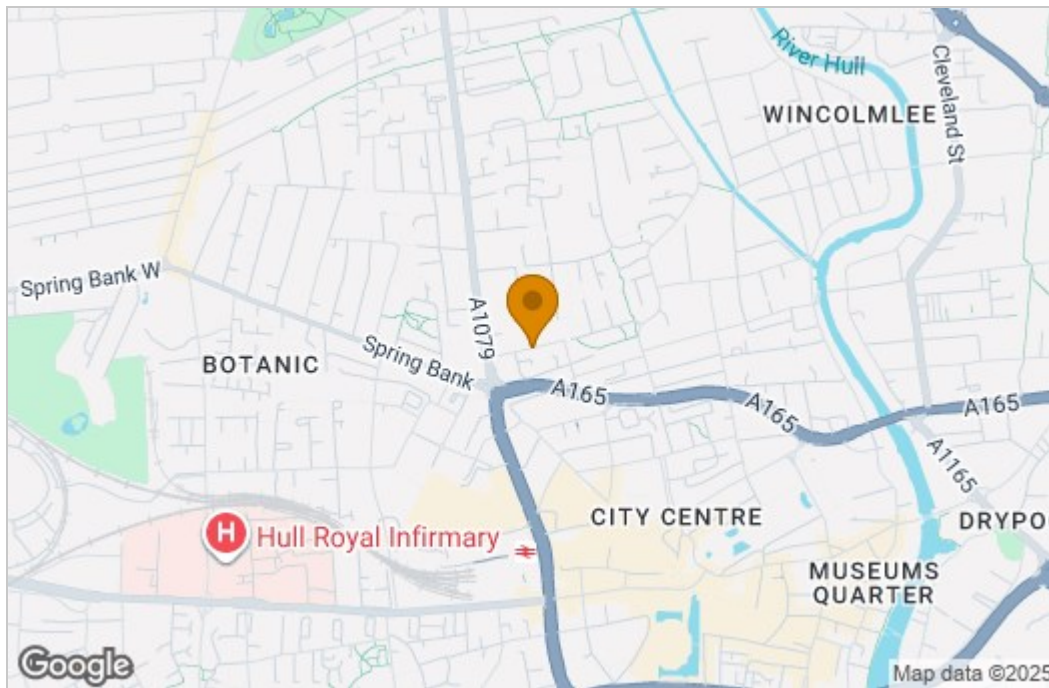 River Hull
Cleveland St
WINCOLMLEE
Spring Bank W
A1079
BOTANIC
Spring Bank
A165
A165
A165
A1165
CITY CENTRE
DRYPO
H
Hull Royal Infirmary
MUSEUMS
QUARTER
Google
Map data ©2025